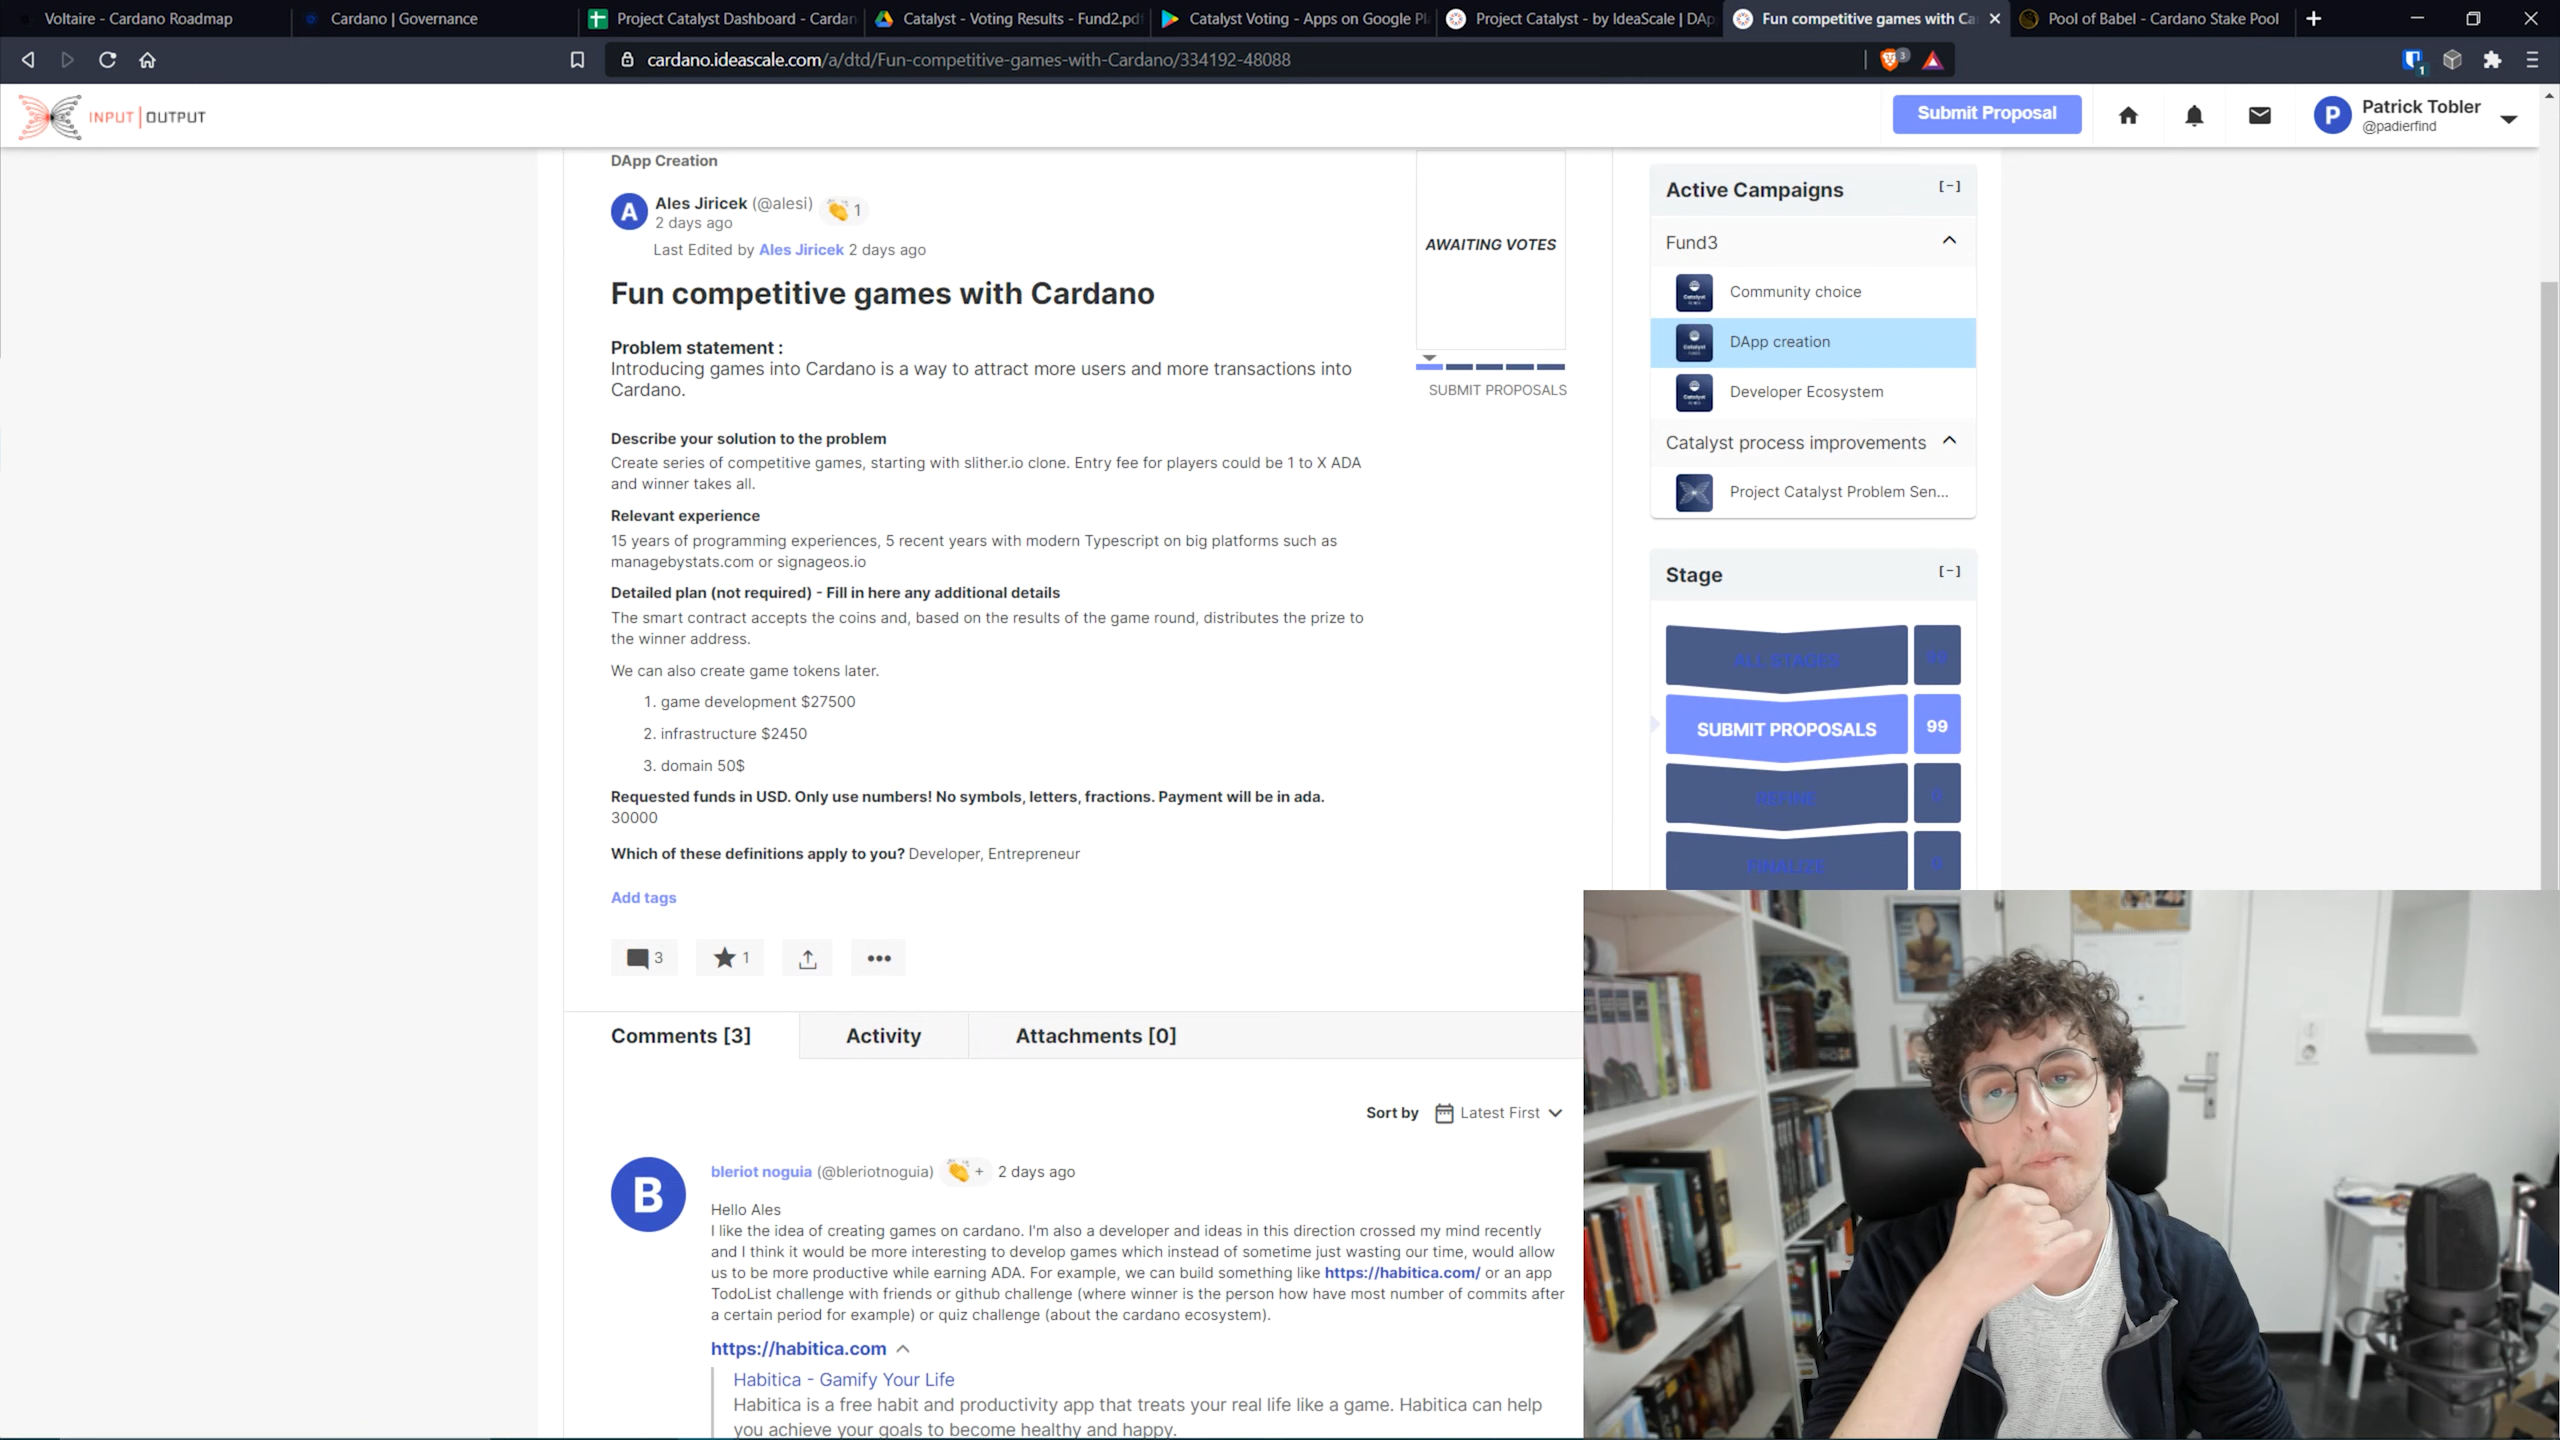 Voltaire - Cardano Roadmap
Cardano | Governance
Project Catalyst Dashboard - Cardan
Catalyst - Voting Results - Fund2.pdf
Catalyst Voting - Apps on Google Pl
Project Catalyst - by IdeaScale | DAp
Fun competitive games with Ca
Pool of Babel - Cardano Stake Pool
cardano.ideascale.com/a/dtd/Fun-competitive-games-with-Cardano/334192-48088
3
1
INPUT | OUTPUT
Submit Proposal
P
Patrick Tobler
@padierfind
DApp Creation
A
Ales Jiricek (@alesi) 1
2 days ago
Last Edited by Ales Jiricek 2 days ago
AWAITING VOTES
SUBMIT PROPOSALS
Fun competitive games with Cardano
Problem statement :
Introducing games into Cardano is a way to attract more users and more transactions into
Cardano.
Describe your solution to the problem
Create series of competitive games, starting with slither.io clone. Entry fee for players could be 1 to X ADA
and winner takes all.
Relevant experience
15 years of programming experiences, 5 recent years with modern Typescript on big platforms such as
managebystats.com or signageos.io
Detailed plan (not required) - Fill in here any additional details
The smart contract accepts the coins and, based on the results of the game round, distributes the prize to
the winner address.
We can also create game tokens later.
1. game development $27500
2. infrastructure $2450
3. domain 50$
Requested funds in USD. Only use numbers! No symbols, letters, fractions. Payment will be in ada.
30000
Which of these definitions apply to you? Developer, Entrepreneur
Add tags
3
1
Comments [3]
Activity
Attachments [0]
Sort by Latest First
B
bleriot noguia (@bleriotnoguia) + 2 days ago
Hello Ales
I like the idea of creating games on cardano. I'm also a developer and ideas in this direction crossed my mind recently
and I think it would be more interesting to develop games which instead of sometime just wasting our time, would allow
us to be more productive while earning ADA. For example, we can build something like https://habitica.com/ or an app
TodoList challenge with friends or github challenge (where winner is the person how have most number of commits after
a certain period for example) or quiz challenge (about the cardano ecosystem).
https://habitica.com
Habitica - Gamify Your Life
Habitica is a free habit and productivity app that treats your real life like a game. Habitica can help
you achieve your goals to become healthy and happy.
Active Campaigns [-]
Fund3
Community choice
DApp creation
Developer Ecosystem
Catalyst process improvements
Project Catalyst Problem Sen...
Stage [-]
ALL STAGES
SUBMIT PROPOSALS 99
REFINE 0
FINALIZE 0